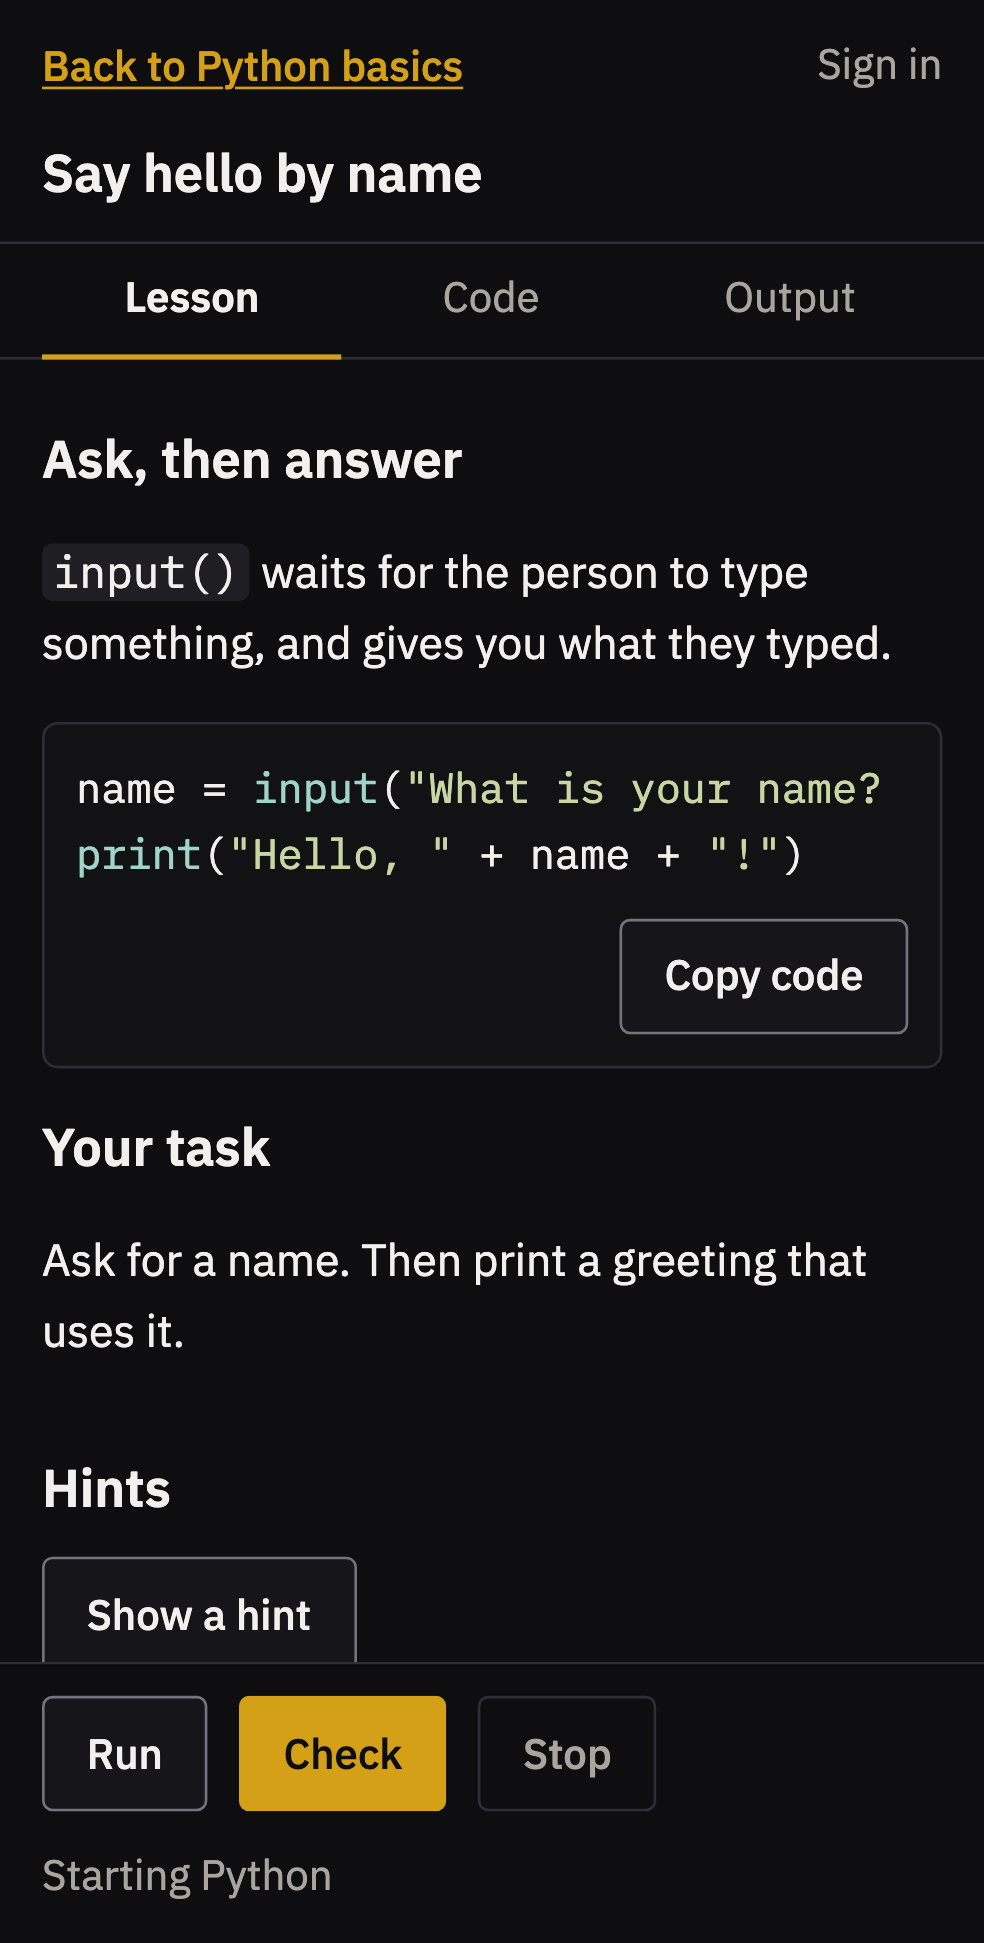 Back to Python basics
Sign in
Say hello by name
Lesson
Code
Output
Ask, then answer
input() waits for the person to type
something, and gives you what they typed.
name = input("What is your name?
print("Hello, " + name + "!")
Copy code
Your task
Ask for a name. Then print a greeting that
uses it.
Hints
Show a hint
Run
Check
Stop
Starting Python